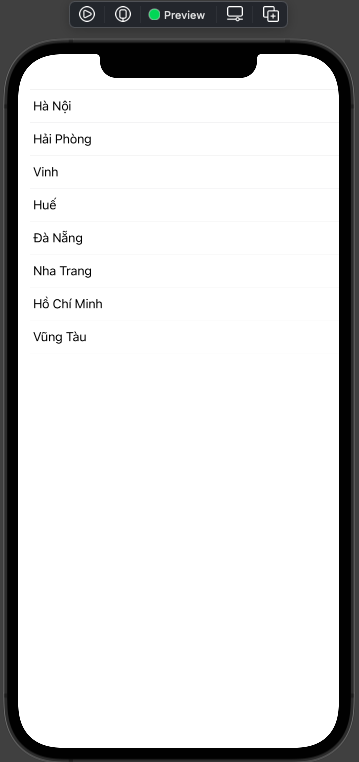 Preview
Hà Nội
Hải Phòng
Vinh
Huế
Đà Nẵng
Nha Trang
Hồ Chí Minh
Vũng Tàu